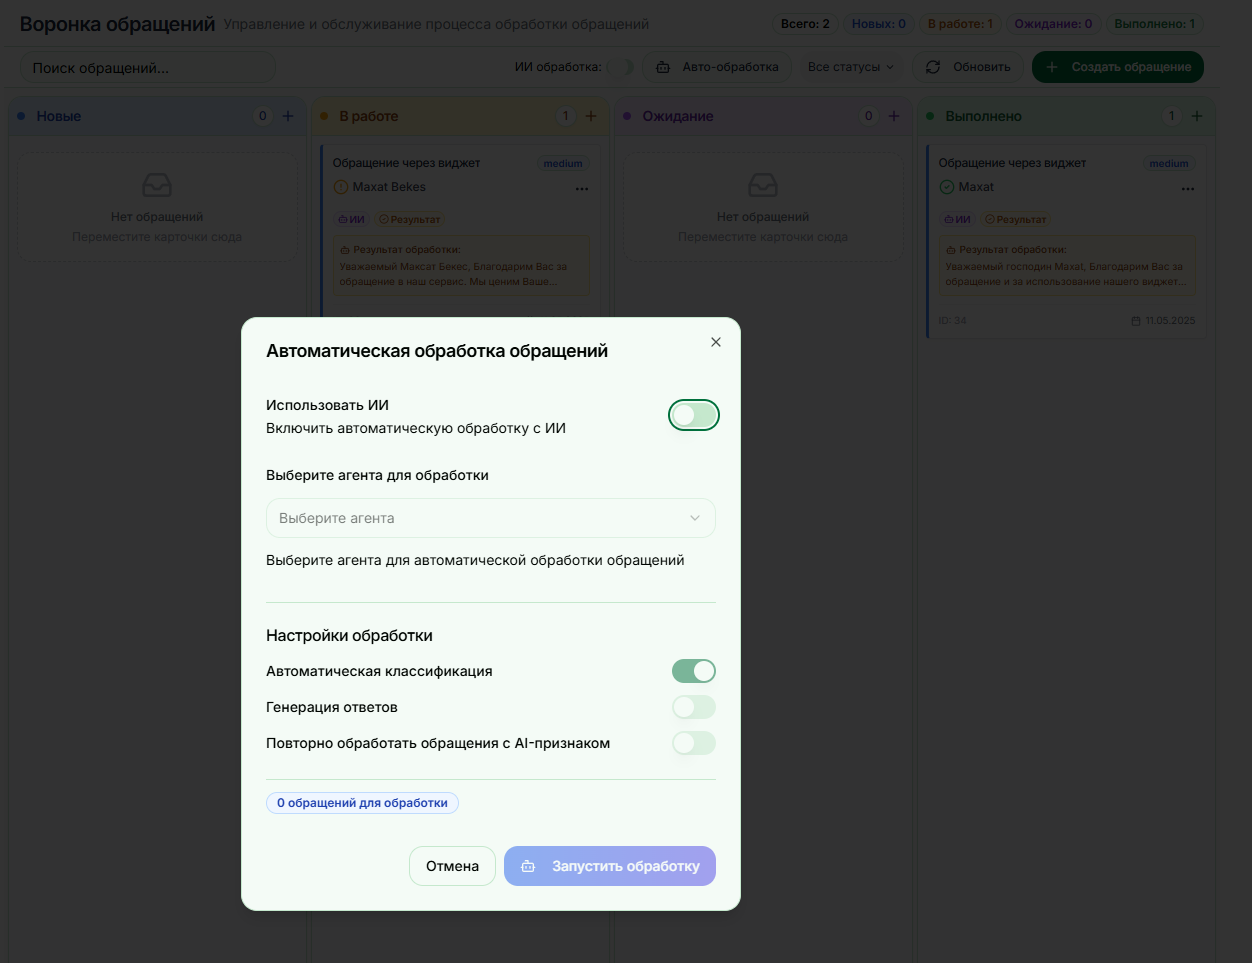 Воронка обращений Управление и обслуживание процесса обработки обращений Всего: 2 Новых: 0 В работе: 1 Ожидание: 0 Выполнено: 1
Поиск обращений... ИИ обработка: Авто-обработка Все статусы Обновить Создать обращение
Новые 0
В работе 1
Ожидание 0
Выполнено 1
Нет обращений
Переместите карточки сюда
Обращение через виджет medium
Maxat Bekes
ИИ Результат
Результат обработки:
Уважаемый Максат Бекес, Благодарим Вас за
обращение в наш сервис. Мы ценим Ваше...
Нет обращений
Переместите карточки сюда
Обращение через виджет medium
Maxat
ИИ Результат
Результат обработки:
Уважаемый господин Maxat, Благодарим Вас за
обращение и за использование нашего виджет...
ID: 34 11.05.2025
Автоматическая обработка обращений
Использовать ИИ
Включить автоматическую обработку с ИИ
Выберите агента для обработки
Выберите агента
Выберите агента для автоматической обработки обращений
Настройки обработки
Автоматическая классификация
Генерация ответов
Повторно обработать обращения с AI-признаком
0 обращений для обработки
Отмена Запустить обработку